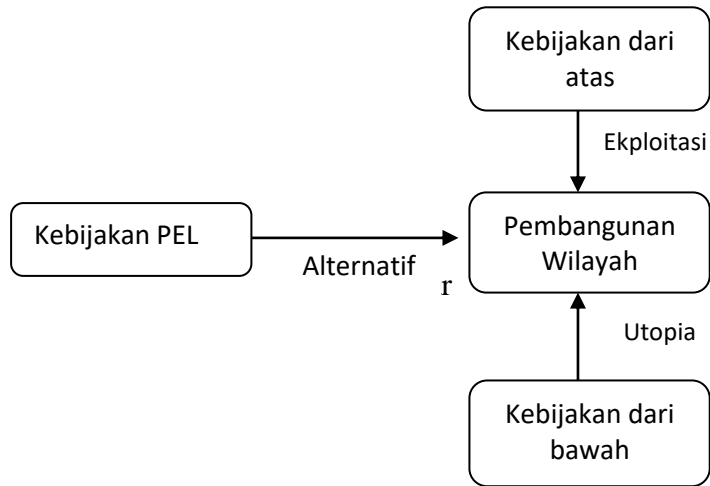 Kebijakan dari
atas
Ekploitasi
Kebijakan PEL
Alternatif
r
Pembangunan
Wilayah
Utopia
Kebijakan dari
bawah